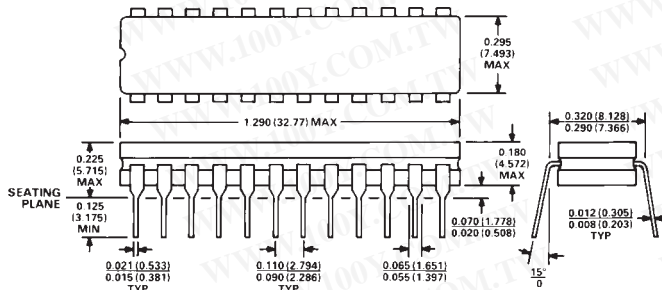 WWW.100Y.COM.TW
0.295
(7.493)
MAX
1.290 (32.77) MAX
0.320 (8.128)
0.290 (7.366)
0.225
(5.715)
MAX
0.180
(4.572)
MAX
SEATING
PLANE
0.125
(3.175)
MIN
0.070 (1.778)
0.020 (0.508)
0.012 (0.305)
0.008 (0.203)
TYP
0.021 (0.533)
0.015 (0.381)
TYP
0.110 (2.794)
0.090 (2.286)
TYP
0.065 (1.651)
0.055 (1.397)
15°
0